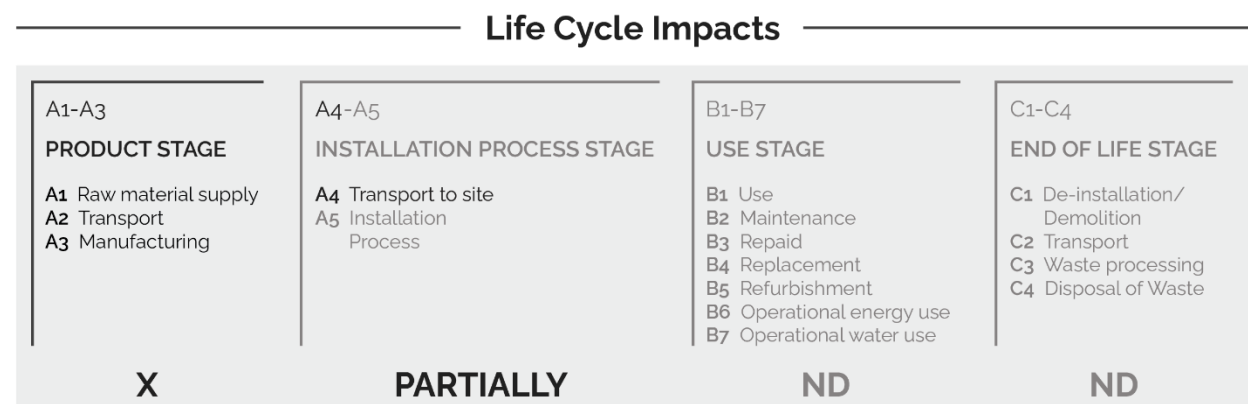 Life Cycle Impacts
A1-A3
PRODUCT STAGE
A1 Raw material supply
A2 Transport
A3 Manufacturing
X
A4-A5
INSTALLATION PROCESS STAGE
A4 Transport to site
A5 Installation
Process
PARTIALLY
B1-B7
USE STAGE
B1 Use
B2 Maintenance
B3 Repaid
B4 Replacement
B5 Refurbishment
B6 Operational energy use
B7 Operational water use
ND
C1-C4
END OF LIFE STAGE
C1 De-installation/
Demolition
C2 Transport
C3 Waste processing
C4 Disposal of Waste
ND